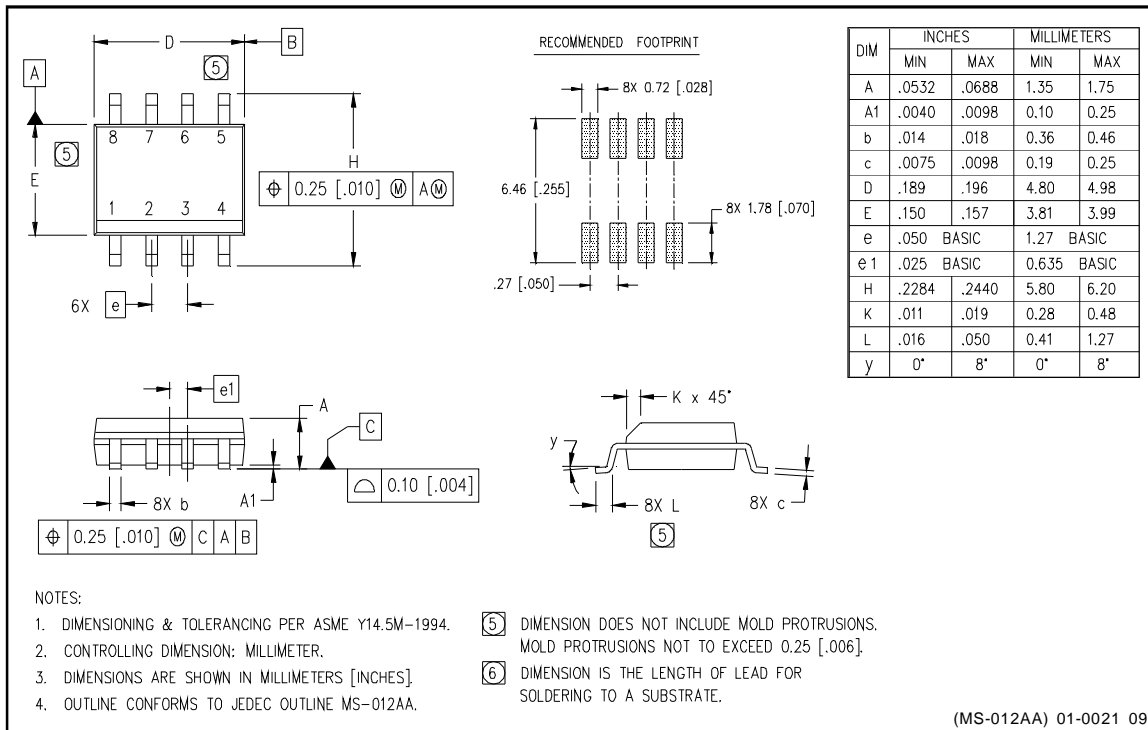 D
B
5
A
8 7 6 5
5
E
H
⌖ 0.25 [.010] Ⓜ AⓂ
1 2 3 4
6X e
RECOMMENDED FOOTPRINT
8X 0.72 [.028]
6.46 [.255]
8X 1.78 [.070]
.27 [.050]
DIM INCHES MILLIMETERS
MIN MAX MIN MAX
A .0532 .0688 1.35 1.75
A1 .0040 .0098 0.10 0.25
b .014 .018 0.36 0.46
c .0075 .0098 0.19 0.25
D .189 .196 4.80 4.98
E .150 .157 3.81 3.99
e .050 BASIC 1.27 BASIC
e1 .025 BASIC 0.635 BASIC
H .2284 .2440 5.80 6.20
K .011 .019 0.28 0.48
L .016 .050 0.41 1.27
y 0° 8° 0° 8°
e1
A
C
⌓ 0.10 [.004]
8X b
A1
⌖ 0.25 [.010] Ⓜ C A B
K x 45°
y
8X L
8X c
5
NOTES:
1. DIMENSIONING & TOLERANCING PER ASME Y14.5M-1994.
2. CONTROLLING DIMENSION: MILLIMETER.
3. DIMENSIONS ARE SHOWN IN MILLIMETERS [INCHES].
4. OUTLINE CONFORMS TO JEDEC OUTLINE MS-012AA.
5 DIMENSION DOES NOT INCLUDE MOLD PROTRUSIONS.
MOLD PROTRUSIONS NOT TO EXCEED 0.25 [.006].
6 DIMENSION IS THE LENGTH OF LEAD FOR
SOLDERING TO A SUBSTRATE.
(MS-012AA) 01-0021 09